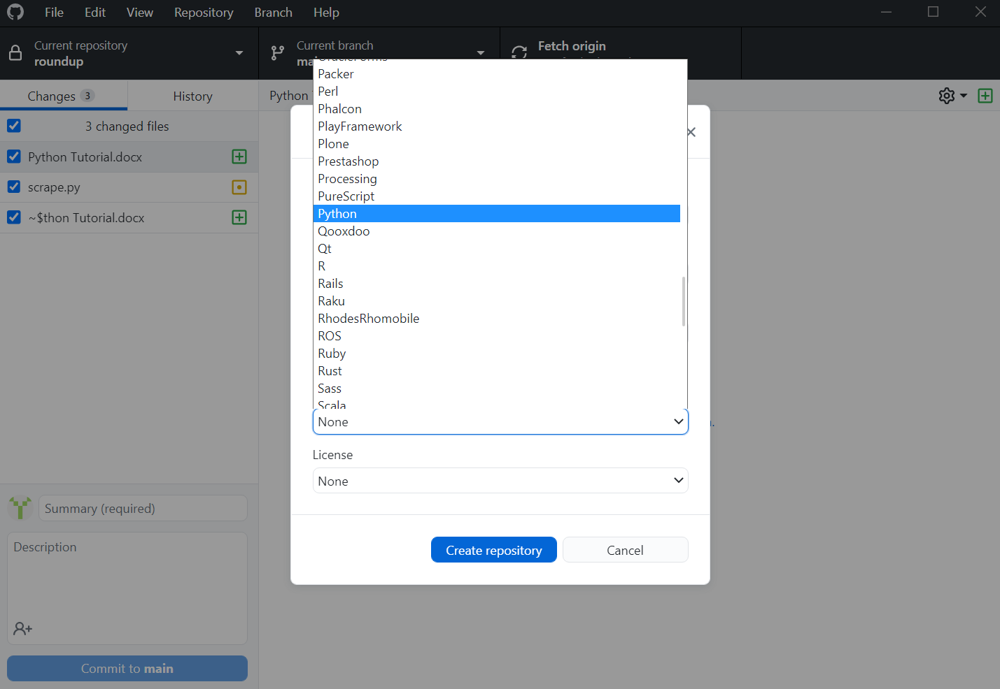 File Edit View Repository Branch Help
Current repository
roundup
Current branch
Fetch origin
Changes 3
History
Python
3 changed files
Python Tutorial.docx
scrape.py
~$thon Tutorial.docx
Packer
Perl
Phalcon
PlayFramework
Plone
Prestashop
Processing
PureScript
Python
Qooxdoo
Qt
R
Rails
Raku
RhodesRhomobile
ROS
Ruby
Rust
Sass
Scala
None
License
None
Create repository
Cancel
Summary (required)
Description
Commit to main